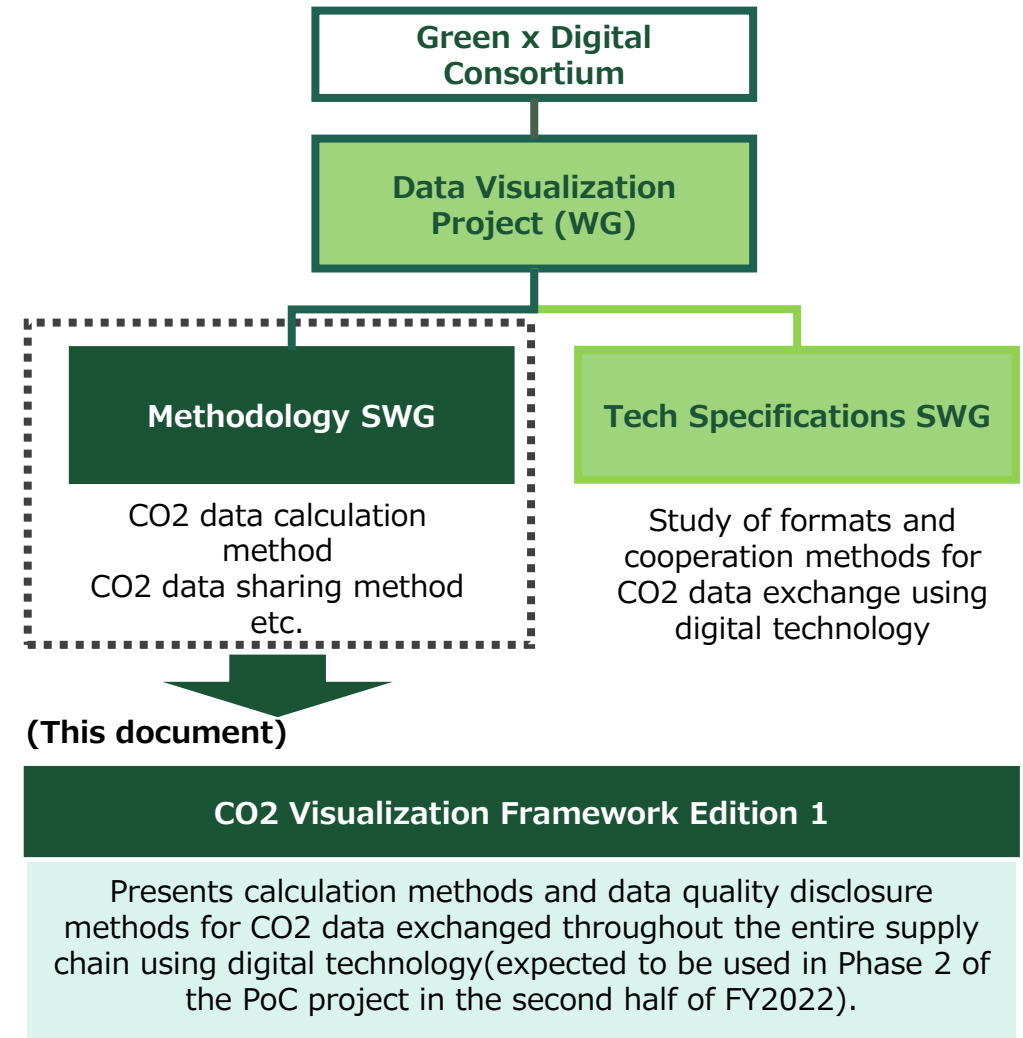 Green x Digital
Consortium
Data Visualization
Project (WG)
Methodology SWG
CO2 data calculation
method
CO2 data sharing method
etc.
Tech Specifications SWG
Study of formats and
cooperation methods for
CO2 data exchange using
digital technology
(This document)
CO2 Visualization Framework Edition 1
Presents calculation methods and data quality disclosure
methods for CO2 data exchanged throughout the entire supply
chain using digital technology(expected to be used in Phase 2 of
the PoC project in the second half of FY2022).